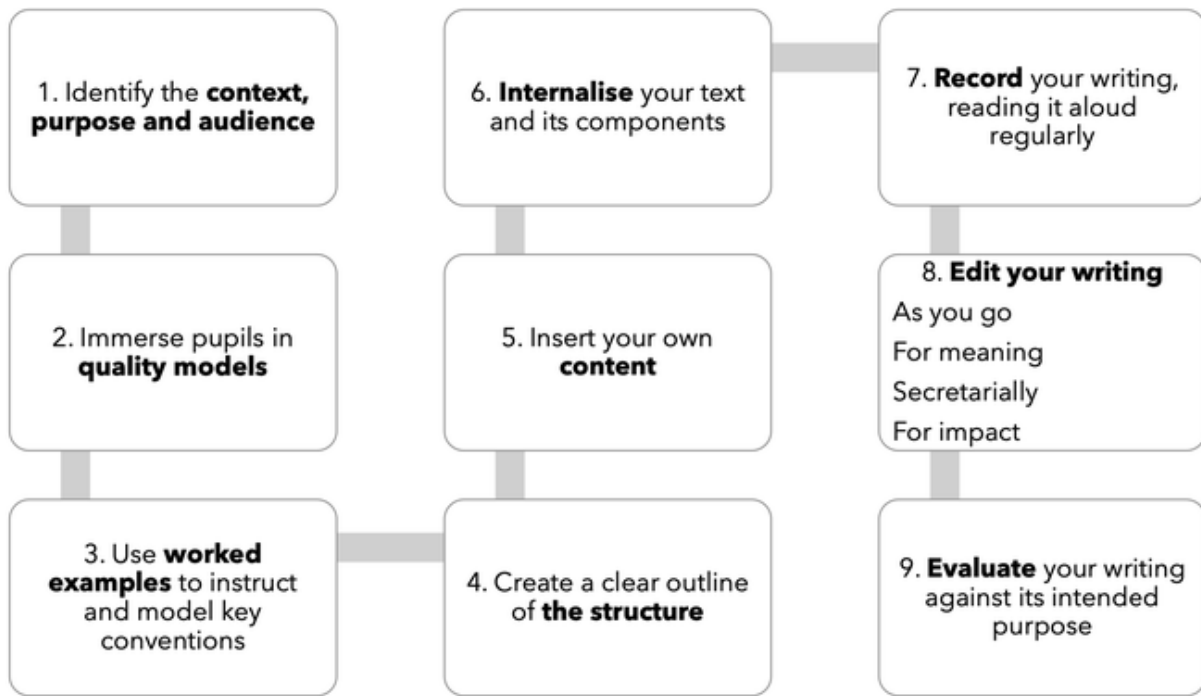 1. Identify the context,
purpose and audience
2. Immerse pupils in
quality models
3. Use worked
examples to instruct
and model key
conventions
4. Create a clear outline
of the structure
5. Insert your own
content
6. Internalise your text
and its components
7. Record your writing,
reading it aloud
regularly
8. Edit your writing
As you go
For meaning
Secretarially
For impact
9. Evaluate your writing
against its intended
purpose